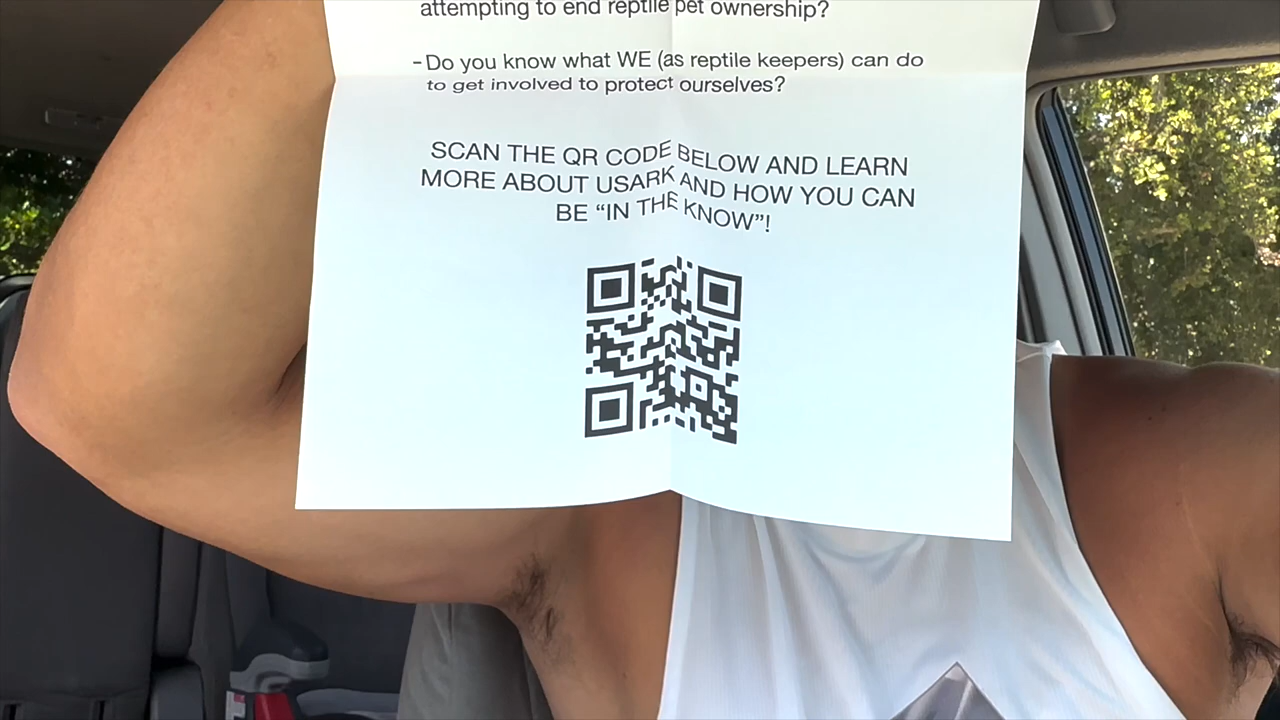 attempting to end reptile pet ownership?
- Do you know what WE (as reptile keepers) can do
to get involved to protect ourselves?
SCAN THE QR CODE BELOW AND LEARN
MORE ABOUT USARK AND HOW YOU CAN
BE “IN THE KNOW”!